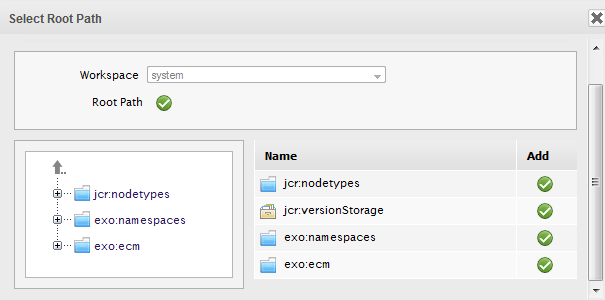 Select Root Path
Workspace system
Root Path
..
jcr:nodetypes
exo:namespaces
exo:ecm
Name Add
jcr:nodetypes
jcr:versionStorage
exo:namespaces
exo:ecm